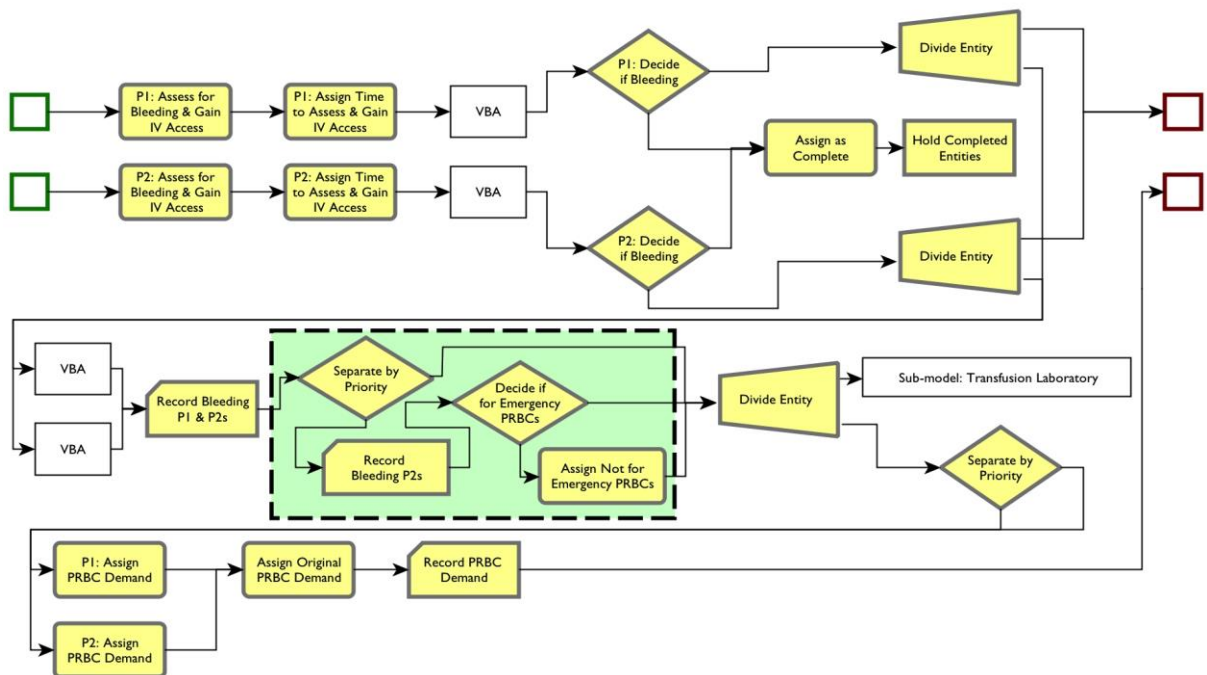 P1: Assess for
Bleeding & Gain
IV Access
P1: Assign Time
to Assess & Gain
IV Access
VBA
P1: Decide
if Bleeding
Divide Entity
Assign as
Complete
Hold Completed
Entities
P2: Assess for
Bleeding & Gain
IV Access
P2: Assign Time
to Assess & Gain
IV Access
VBA
P2: Decide
if Bleeding
Divide Entity
VBA
VBA
Record Bleeding
P1 & P2s
Separate by
Priority
Record
Bleeding P2s
Decide if
for Emergency
PRBCs
Assign Not for
Emergency PRBCs
Divide Entity
Sub-model: Transfusion Laboratory
Separate by
Priority
P1: Assign
PRBC Demand
P2: Assign
PRBC Demand
Assign Original
PRBC Demand
Record PRBC
Demand